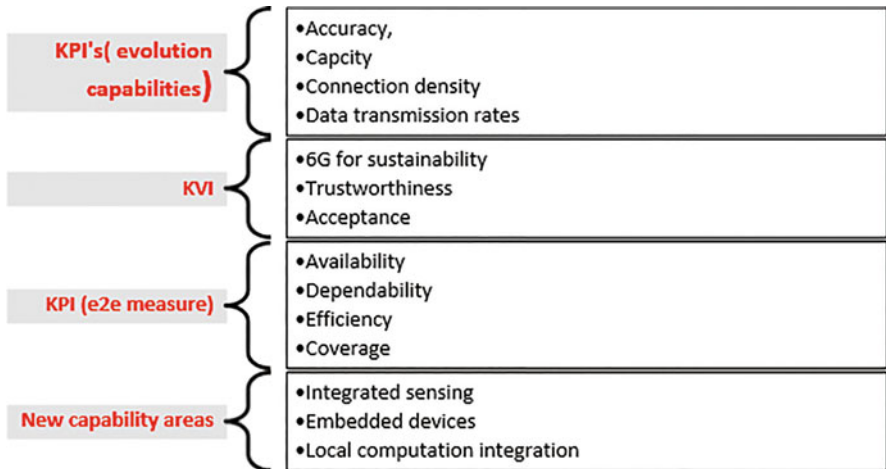 KPI's( evolution
capabilities)
•Accuracy,
•Capcity
•Connection density
•Data transmission rates
KVI
•6G for sustainability
•Trustworthiness
•Acceptance
KPI (e2e measure)
•Availability
•Dependability
•Efficiency
•Coverage
New capability areas
•Integrated sensing
•Embedded devices
•Local computation integration